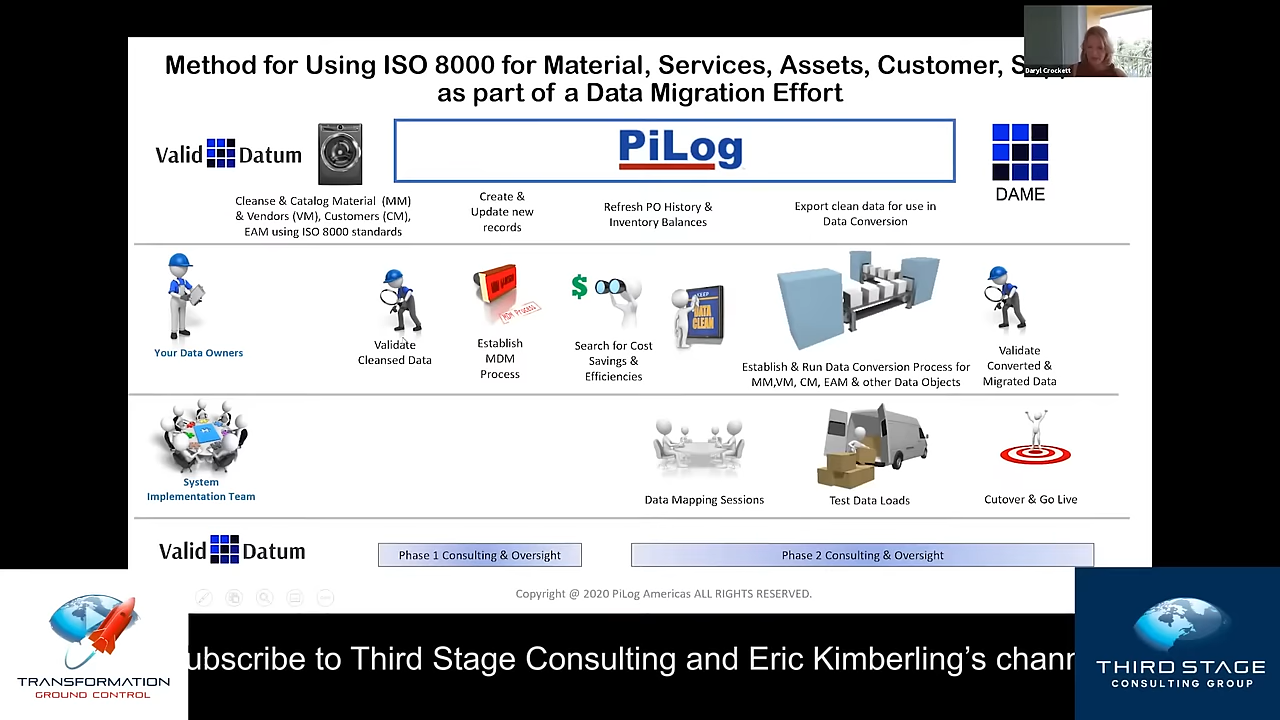 Method for Using ISO 8000 for Material, Services, Assets, Customer,
as part of a Data Migration Effort
Daryl Crockett
Valid Datum
PiLog
DAME
Cleanse & Catalog Material (MM)
& Vendors (VM), Customers (CM),
EAM using ISO 8000 standards
Create &
Update new
records
Refresh PO History &
Inventory Balances
Export clean data for use in
Data Conversion
Your Data Owners
Validate
Cleansed Data
MDM Process
Establish
MDM
Process
$
Search for Cost
Savings &
Efficiencies
KEEP
DATA
CLEAN
Establish & Run Data Conversion Process for
MM,VM, CM, EAM & other Data Objects
Validate
Converted &
Migrated Data
System
Implementation Team
Data Mapping Sessions
Test Data Loads
Cutover & Go Live
Valid Datum
Phase 1 Consulting & Oversight
Phase 2 Consulting & Oversight
Copyright @ 2020 PiLog Americas ALL RIGHTS RESERVED.
TRANSFORMATION
GROUND CONTROL
ubscribe to Third Stage Consulting and Eric Kimberling’s chann
THIRD STAGE
CONSULTING GROUP